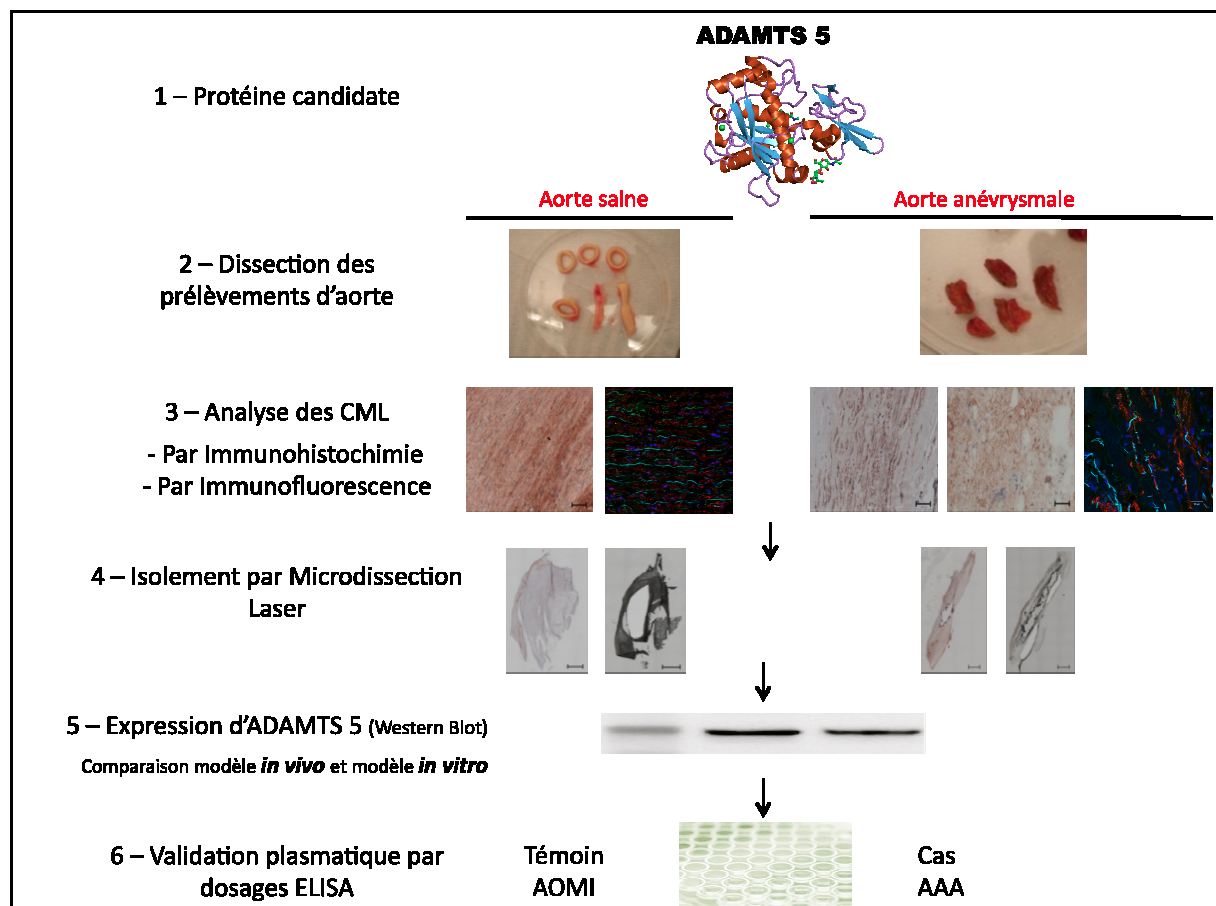 ADAMTS 5
1 – Protéine candidate
Aorte saine
Aorte anévrysmale
2 – Dissection des
prélèvements d’aorte
3 – Analyse des CML
- Par Immunohistochimie
- Par Immunofluorescence
4 – Isolement par Microdissection
Laser
5 – Expression d’ADAMTS 5 (Western Blot)
Comparaison modèle in vivo et modèle in vitro
6 – Validation plasmatique par
dosages ELISA
Témoin
AOMI
Cas
AAA